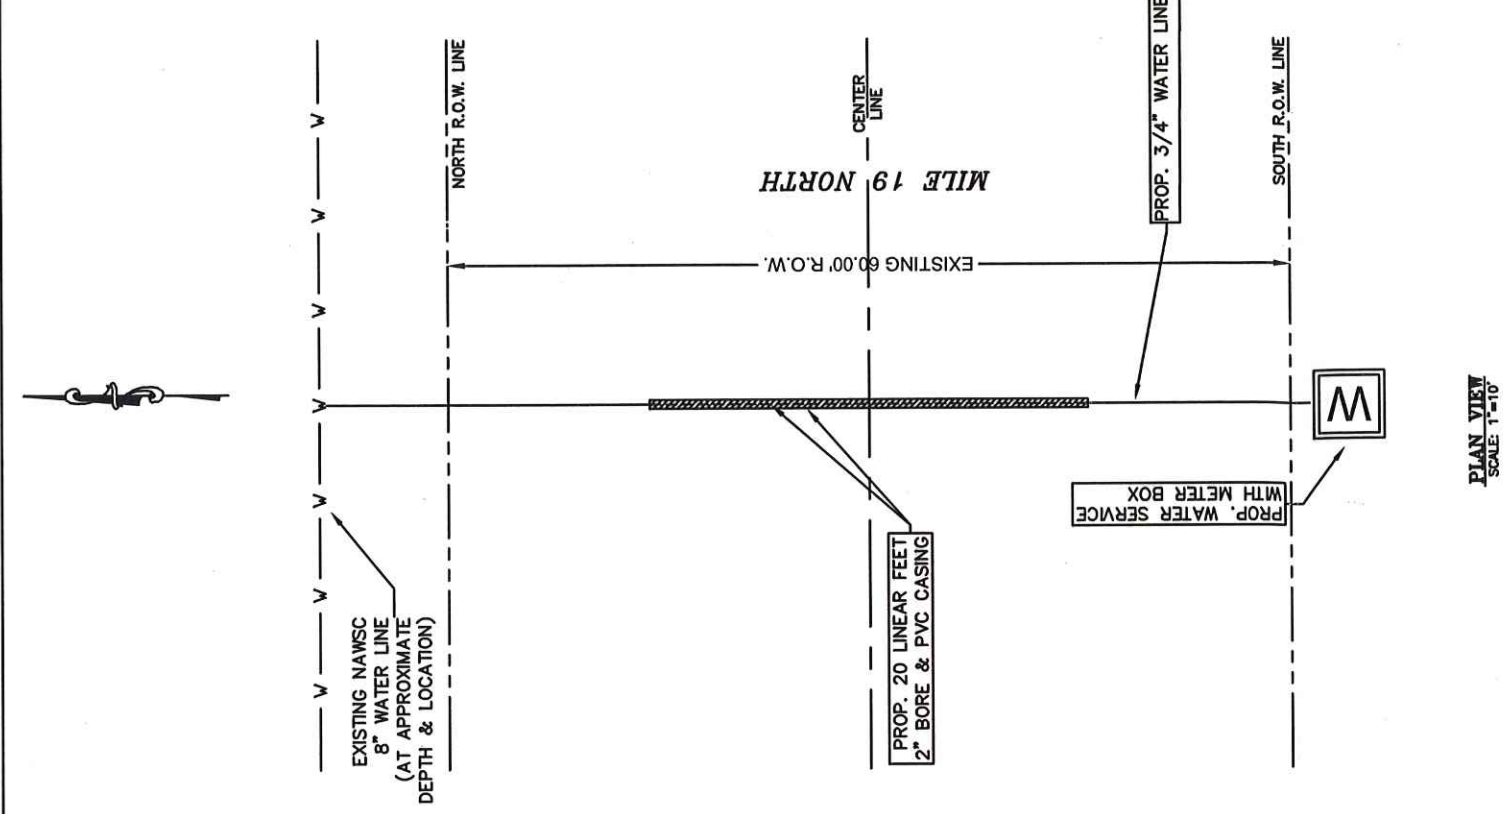 W
W
W
W
W
W
W
NORTH R.O.W. LINE
CENTER
LINE
MILE 19 NORTH
PROP. 3/4" WATER LINE
SOUTH R.O.W. LINE
EXISTING 60.00' R.O.W.
W
PROP. WATER SERVICE
WITH METER BOX
EXISTING NAWSC
8" WATER LINE
(AT APPROXIMATE
DEPTH & LOCATION)
PROP. 20 LINEAR FEET
2" BORE & PVC CASING
PLAN VIEW
SCALE: 1"=10'